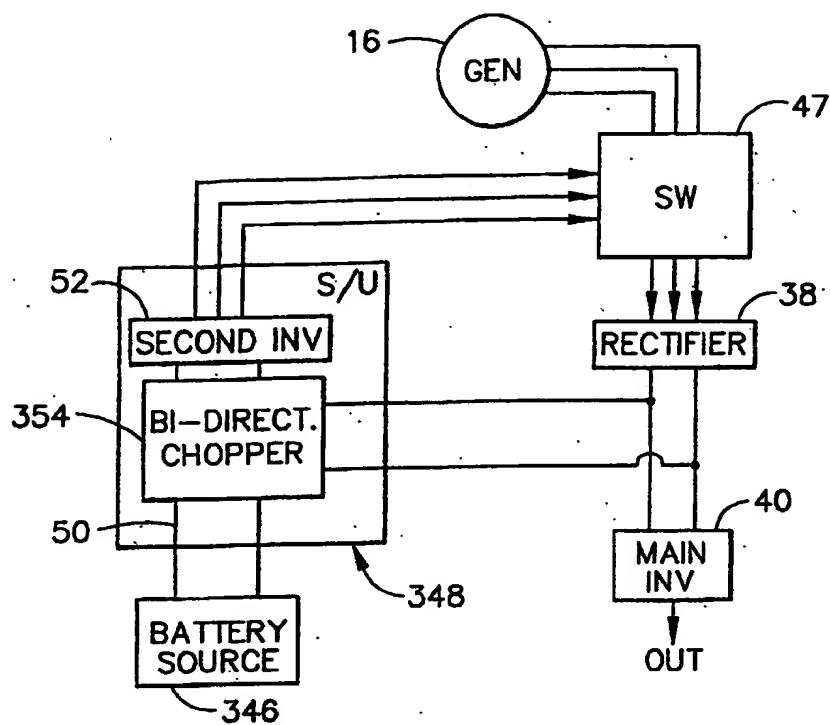 16
GEN
47
SW
52
S/U
SECOND INV
38
RECTIFIER
354
BI-DIRECT.
CHOPPER
50
40
MAIN
INV
348
BATTERY
SOURCE
OUT
346